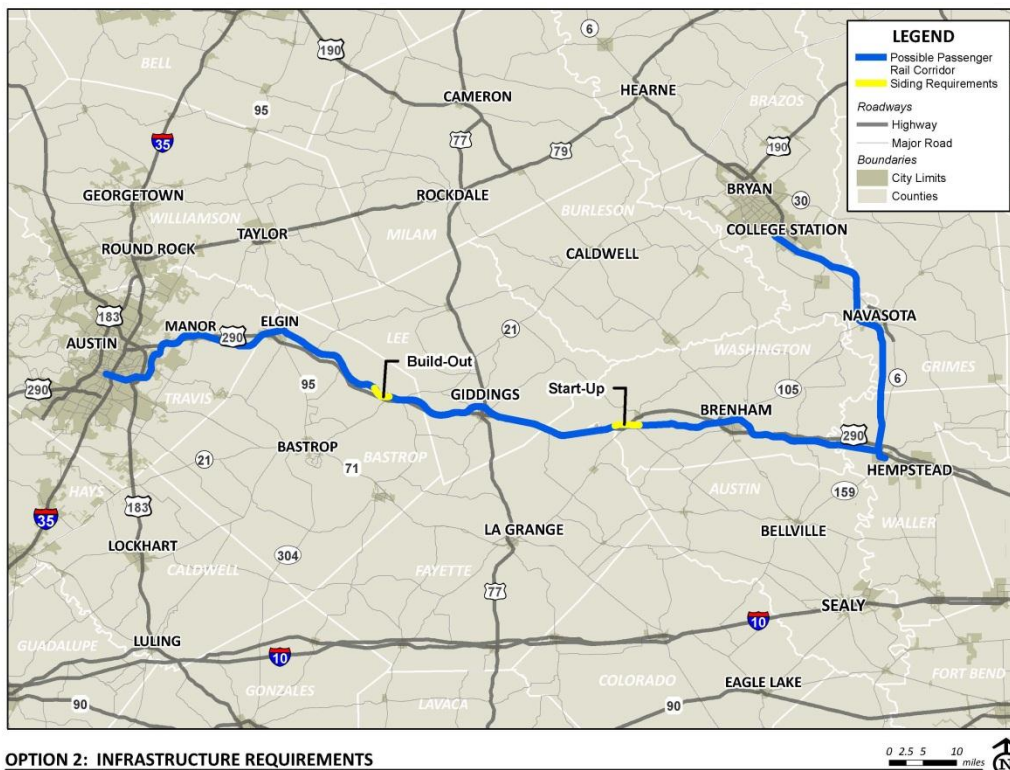 LEGEND
Possible Passenger
Rail Corridor
Siding Requirements
Roadways
Highway
Major Road
Boundaries
City Limits
Counties
6
190
BELL
HEARNE
CAMERON
BRAZOS
95
77
35
79
190
GEORGETOWN
ROCKDALE
BRYAN
30
WILLIAMSON
BURLESON
COLLEGE STATION
TAYLOR
MILAM
ROUND ROCK
CALDWELL
183
ELGIN
NAVASOTA
MANOR
290
21
AUSTIN
LEE
WASHINGTON
Build-Out
GRIMES
6
290
95
Start-Up
105
TRAVIS
GIDDINGS
BRENHAM
290
BASTROP
HEMPSTEAD
21
71
BASTROP
HAYS
AUSTIN
159
183
35
WALLER
LA GRANGE
BELLVILLE
LOCKHART
304
CALDWELL
FAYETTE
77
SEALY
10
GUADALUPE
LULING
10
COLORADO
FORT BEND
EAGLE LAKE
GONZALES
90
LAVACA
90
OPTION 2: INFRASTRUCTURE REQUIREMENTS
0 2.5 5 10
miles
N